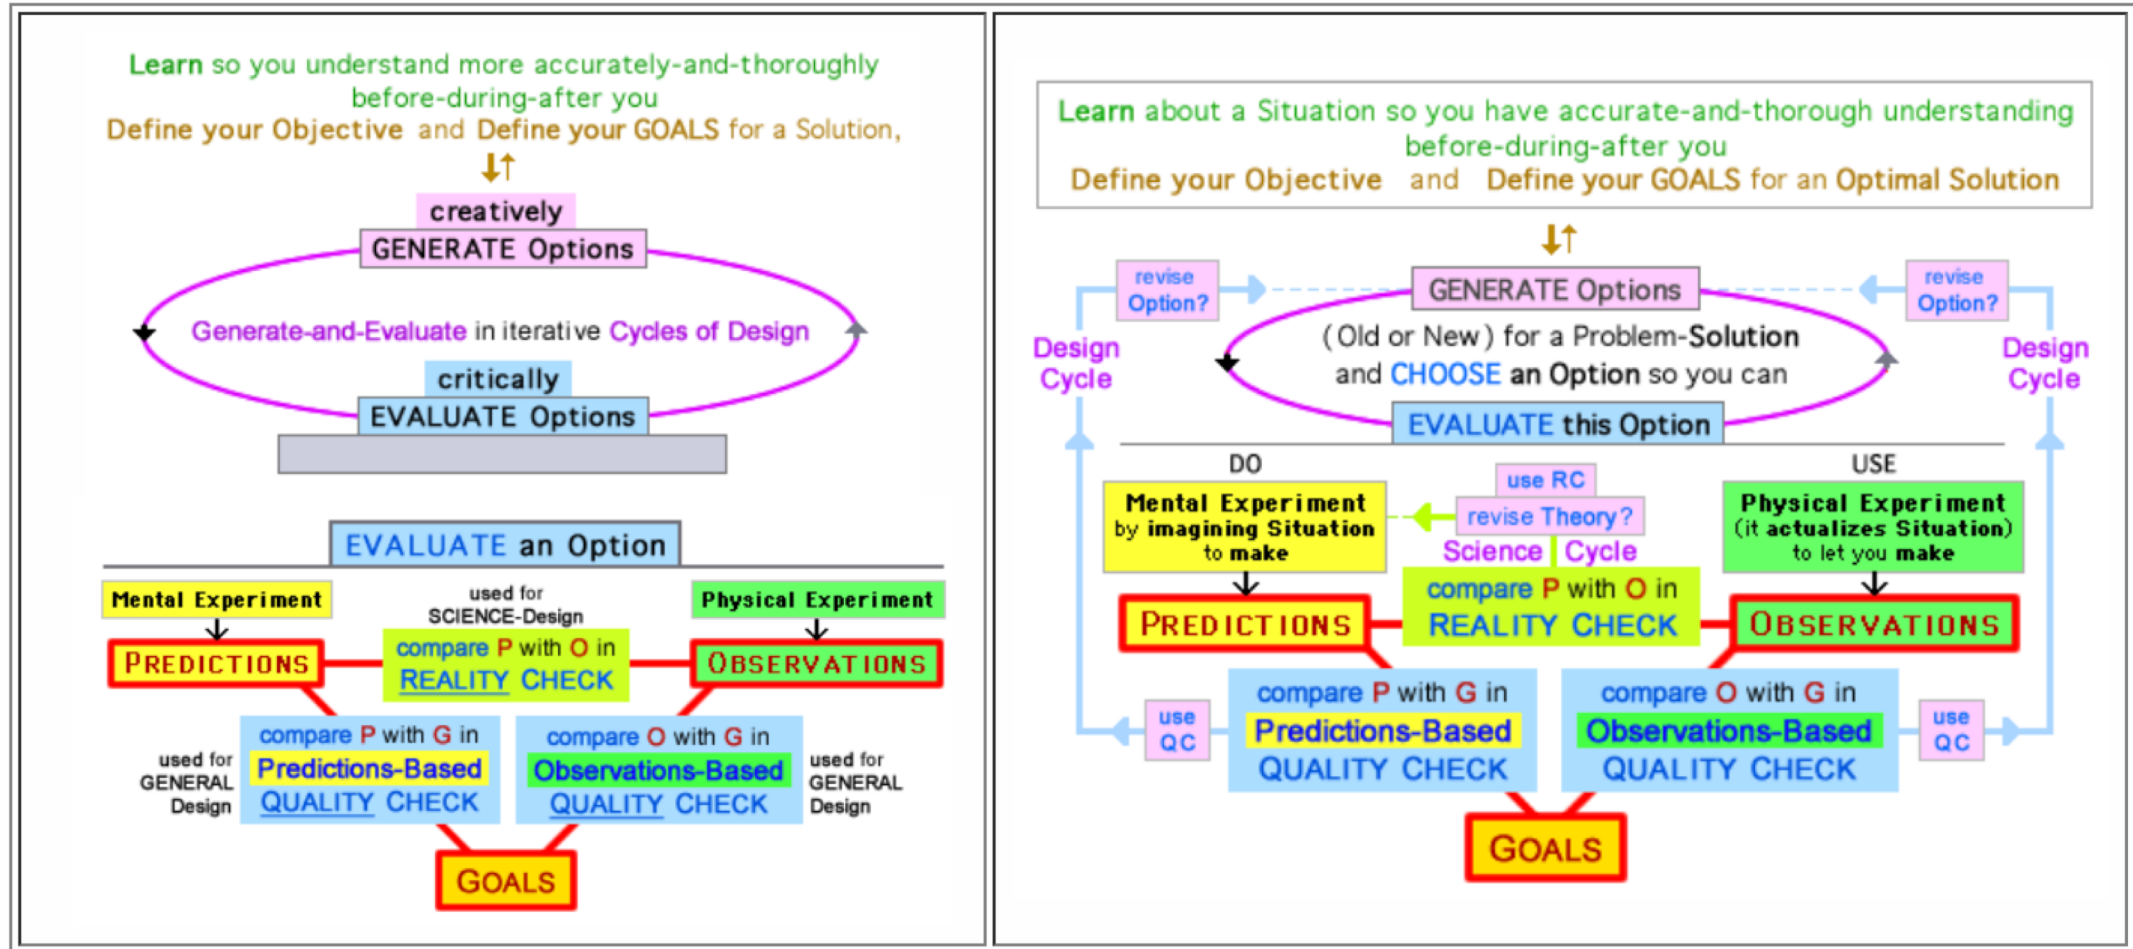 Learn so you understand more accurately-and-thoroughly
before-during-after you
Define your Objective and Define your GOALS for a Solution,
creatively
GENERATE Options
Generate-and-Evaluate in iterative Cycles of Design
critically
EVALUATE Options
EVALUATE an Option
Mental Experiment
used for
SCIENCE-Design
Physical Experiment
PREDICTIONS
compare P with O in
REALITY CHECK
OBSERVATIONS
used for
GENERAL
Design
compare P with G in
Predictions-Based
QUALITY CHECK
compare O with G in
Observations-Based
QUALITY CHECK
used for
GENERAL
Design
GOALS
Learn about a Situation so you have accurate-and-thorough understanding
before-during-after you
Define your Objective and Define your GOALS for an Optimal Solution
revise
Option?
GENERATE Options
revise
Option?
Design
Cycle
(Old or New) for a Problem-Solution
and CHOOSE an Option so you can
Design
Cycle
EVALUATE this Option
DO
USE
Mental Experiment
by imagining Situation
to make
use RC
revise Theory?
Science Cycle
Physical Experiment
(it actualizes Situation)
to let you make
PREDICTIONS
compare P with O in
REALITY CHECK
OBSERVATIONS
use
QC
compare P with G in
Predictions-Based
QUALITY CHECK
compare O with G in
Observations-Based
QUALITY CHECK
use
QC
GOALS